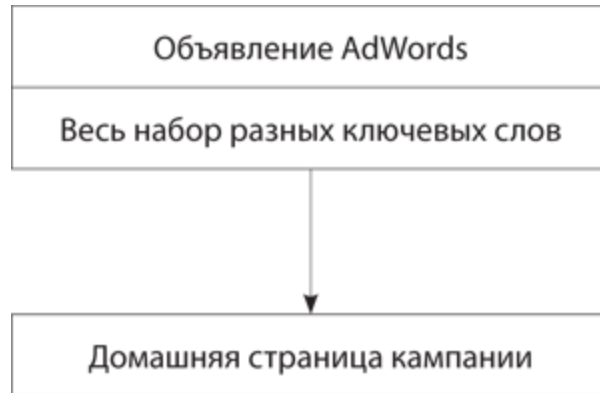 Объявление AdWords
Весь набор разных ключевых слов
Домашняя страница кампании